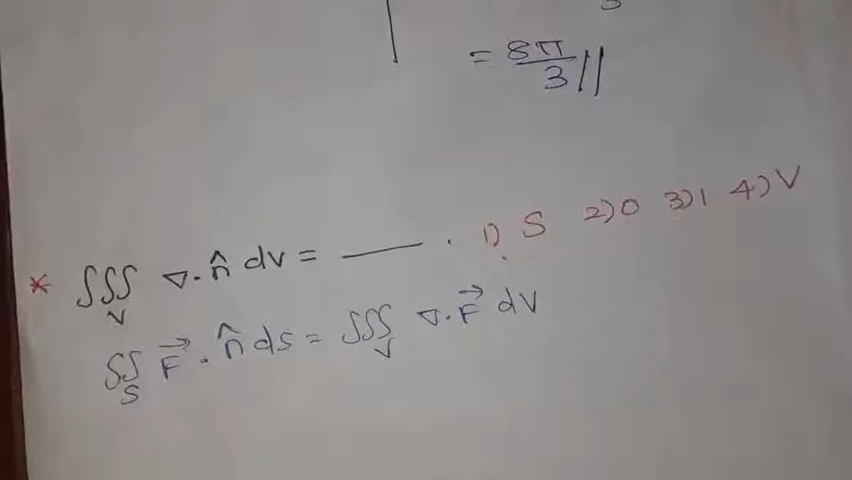 = 8π/3 //
* ∭_V ∇·n̂ dv = ____ . 1) S 2) 0 3) 1 4) V
∬_S F⃗ · n̂ ds = ∭_V ∇·F⃗ dV